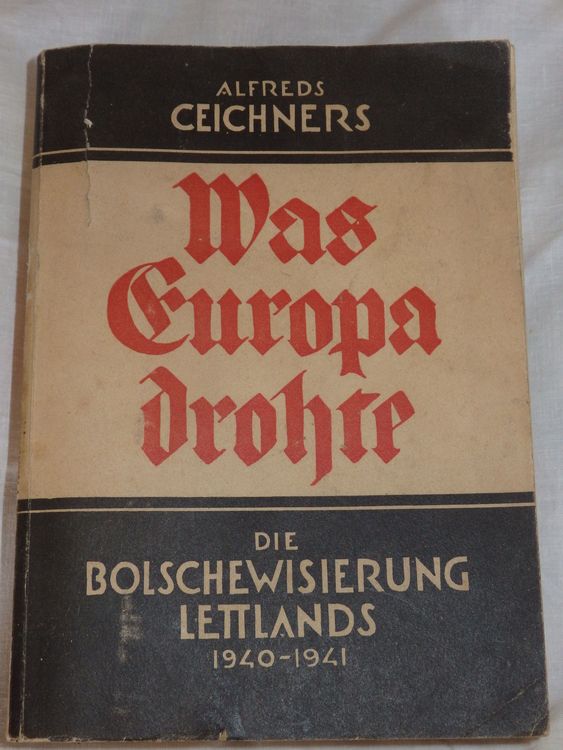 ALFREDS
CEICHNERS
Was
Europa
drohte
DIE
BOLSCHEWISIERUNG
LETTLANDS
1940-1941